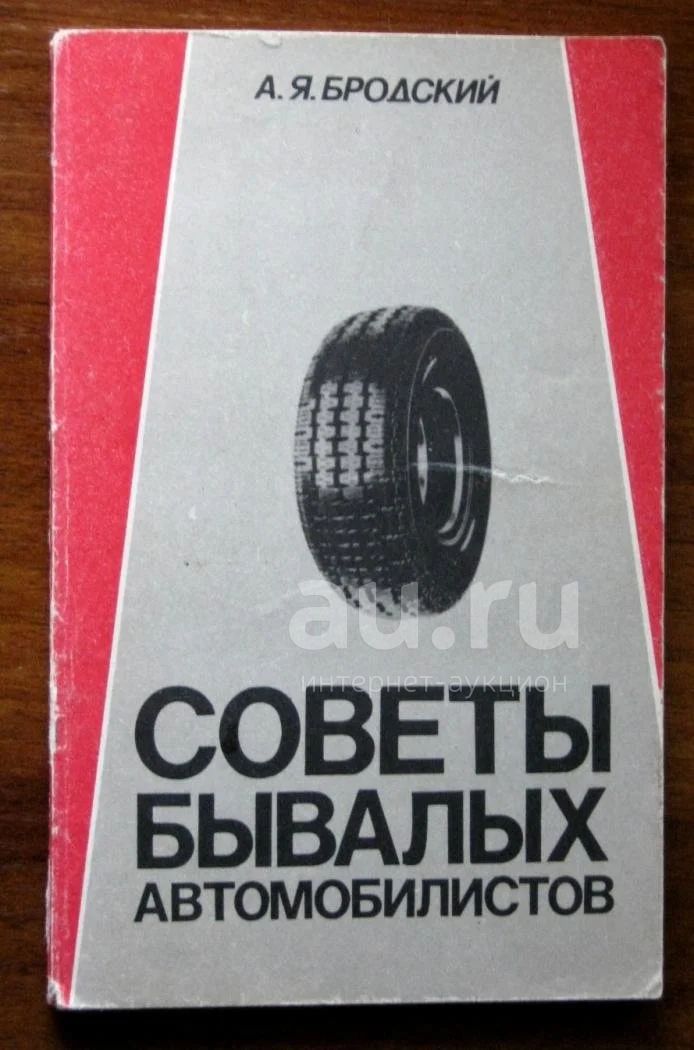 А. Я. БРОДСКИЙ
au.ru
интернет-аукцион
СОВЕТЫ
БЫВАЛЫХ
АВТОМОБИЛИСТОВ